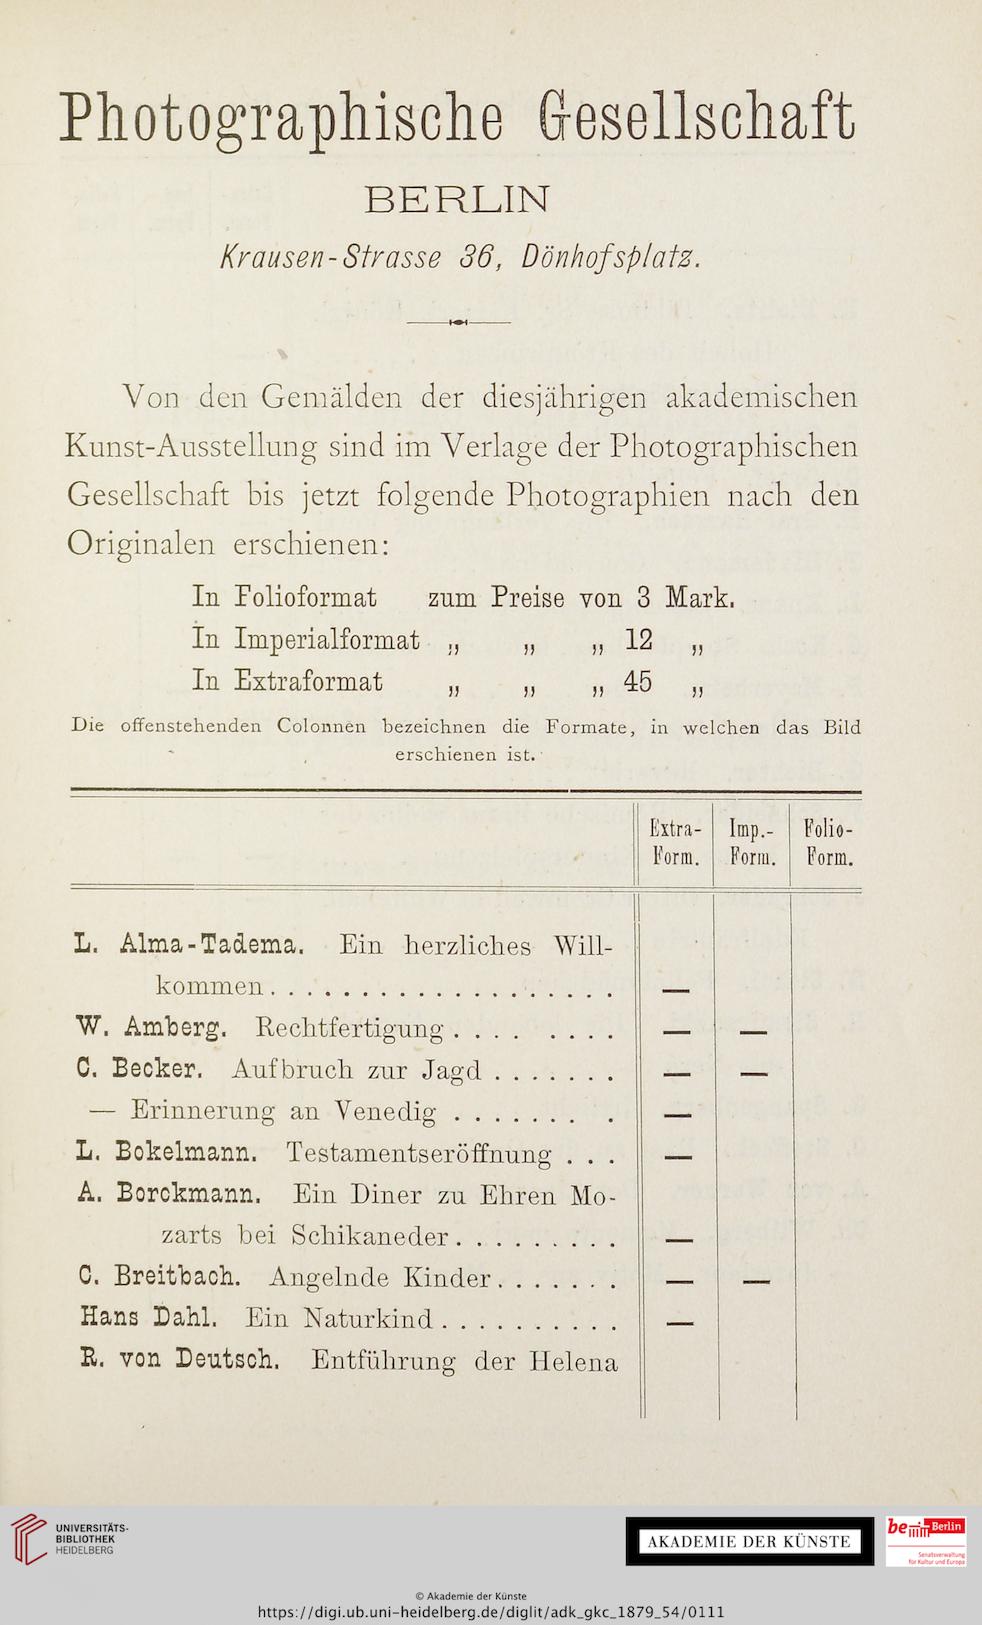 Photographische Gesellschaft
BERLIN
Krausen-Strasse 36, Dönhofsplatz.
Von den Gemälden der diesjährigen akademischen
Kunst-Ausstellung sind im Verlage der Photographischen
Gesellschaft bis jetzt folgende Photographien nach den
Originalen erschienen:
In Folioformat zum Preise von 3 Mark.
In Imperialformat „ „ „ 12 „
In Extraformat „ „ „ 45 „
Die offenstehenden Colonnen bezeichnen die Formate, in welchen das Bild
erschienen ist.
Extra- Imp.- Folio-
Form. Form. Form.
L. Alma-Tadema. Ein herzliches Will-
kommen . . . . . . . . . . . . . . . . . . . —
W. Amberg. Rechtfertigung . . . . . . . . — —
C. Becker. Aufbruch zur Jagd . . . . . . . — —
— Erinnerung an Venedig . . . . . . . . —
L. Bokelmann. Testamentseröffnung . . . —
A. Borckmann. Ein Diner zu Ehren Mo-
zarts bei Schikaneder . . . . . . . . . —
C. Breitbach. Angelnde Kinder . . . . . . . — —
Hans Dahl. Ein Naturkind . . . . . . . . . . —
R. von Deutsch. Entführung der Helena
UNIVERSITÄTS-
BIBLIOTHEK
HEIDELBERG
AKADEMIE DER KÜNSTE
be Berlin
Senatsverwaltung
für Kultur und Europa
© Akademie der Künste
https://digi.ub.uni-heidelberg.de/diglit/adk_gkc_1879_54/0111